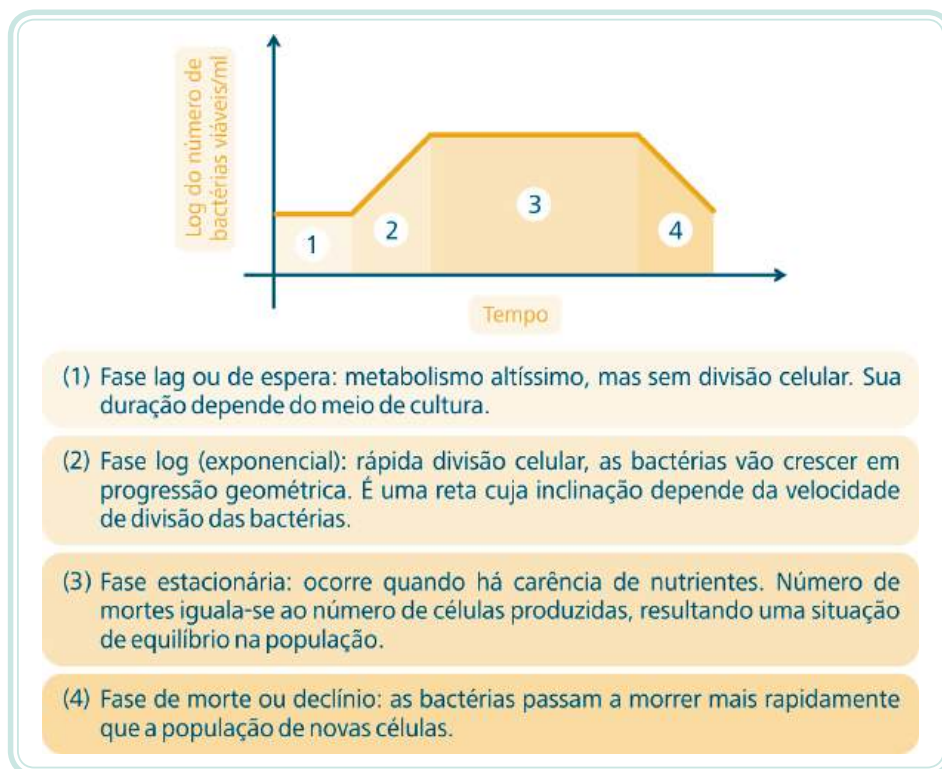 Log do número de
bactérias viáveis/ml
1
2
3
4
Tempo
(1) Fase lag ou de espera: metabolismo altíssimo, mas sem divisão celular. Sua
duração depende do meio de cultura.
(2) Fase log (exponencial): rápida divisão celular, as bactérias vão crescer em
progressão geométrica. É uma reta cuja inclinação depende da velocidade
de divisão das bactérias.
(3) Fase estacionária: ocorre quando há carência de nutrientes. Número de
mortes iguala-se ao número de células produzidas, resultando uma situação
de equilíbrio na população.
(4) Fase de morte ou declínio: as bactérias passam a morrer mais rapidamente
que a população de novas células.